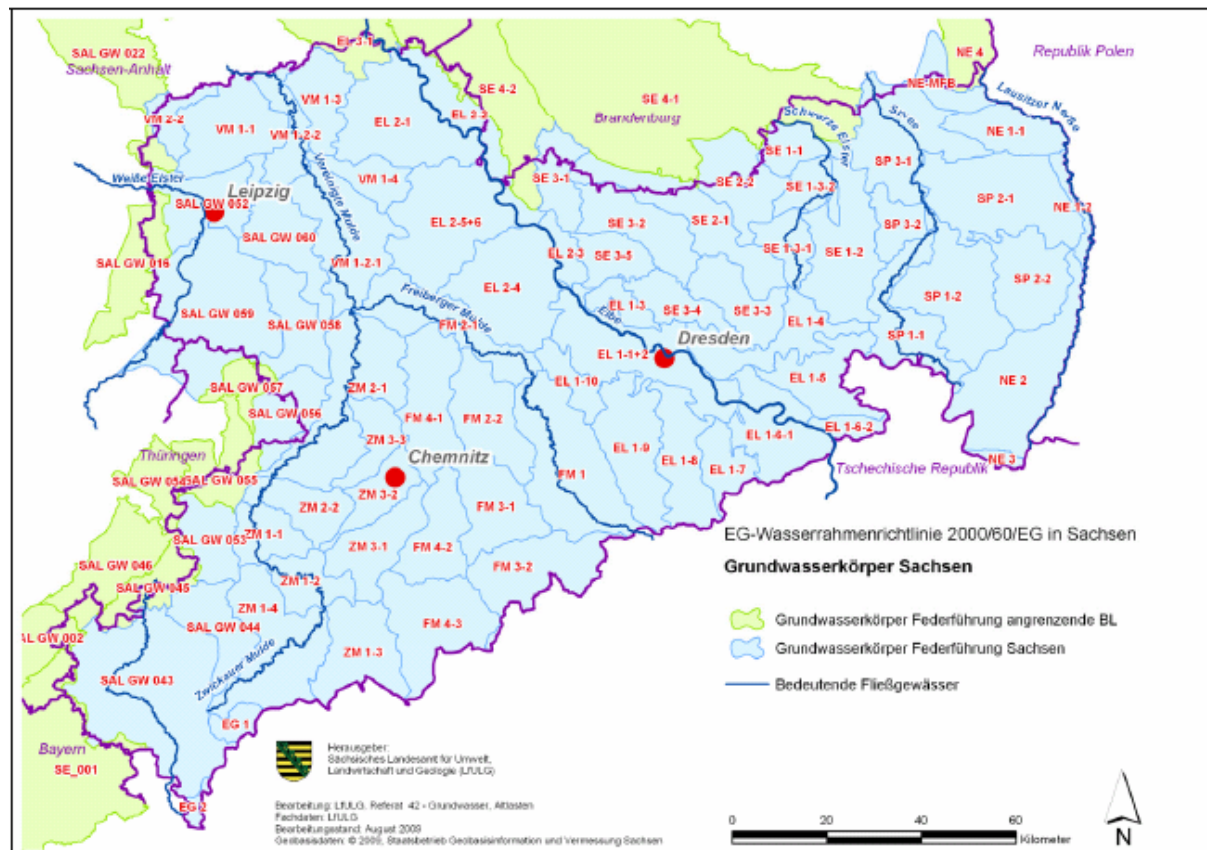 EL 3-1
SAL GW 022
Sachsen-Anhalt
NE 4
Republik Polen
NE-MFB
SE 4-2
SE 4-1
Brandenburg
VM 1-3
Lausitzer Neiße
VM 2-2
VM 1-1
VM 1-2-2
EL 2-1
EL 2-2
Schwarze Elster
Spree
NE 1-1
SE 1-1
SP 3-1
Vereinigte Mulde
Weiße Elster
VM 1-4
SE 3-1
SE 2-2
SE 1-3-2
Leipzig
SAL GW 052
SP 2-1
NE 1-2
EL 2-5+6
SE 3-2
SE 2-1
SP 3-2
SAL GW 060
SAL GW 016
VM 1-2-1
EL 2-3
SE 3-5
SE 1-3-1
SE 1-2
SP 2-2
EL 2-4
SP 1-2
Freiberger Mulde
EL 1-3
SE 3-4
SE 3-3
Elbe
SAL GW 059
SAL GW 058
FM 2-1
EL 1-4
SP 1-1
Dresden
EL 1-1+2
SAL GW 057
ZM 2-1
EL 1-10
EL 1-5
NE 2
SAL GW 056
FM 4-1
FM 2-2
EL 1-6-1
EL 1-6-2
ZM 3-3
EL 1-9
Thüringen
Chemnitz
EL 1-8
EL 1-7
NE 3
Tschechische Republik
SAL GW 054
SAL GW 055
FM 1
ZM 3-2
ZM 2-2
FM 3-1
SAL GW 053
ZM 1-1
ZM 3-1
FM 4-2
EG-Wasserrahmenrichtlinie 2000/60/EG in Sachsen
SAL GW 046
FM 3-2
Grundwasserkörper Sachsen
SAL GW 045
ZM 1-2
ZM 1-4
Grundwasserkörper Federführung angrenzende BL
SAL GW 044
FM 4-3
AL GW 002
Grundwasserkörper Federführung Sachsen
ZM 1-3
SAL GW 043
Zwickauer Mulde
Bedeutende Fließgewässer
EG 1
Bayern
SE_001
Herausgeber:
Sächsisches Landesamt für Umwelt,
Landwirtschaft und Geologie (LfULG)
EG 2
Bearbeitung: LfULG, Referat 42 - Grundwasser, Altlasten
Fachdaten: LfULG
Bearbeitungsstand: August 2009
Geobasisdaten: © 2009, Staatsbetrieb Geobasisinformation und Vermessung Sachsen
0 20 40 60
Kilometer
N